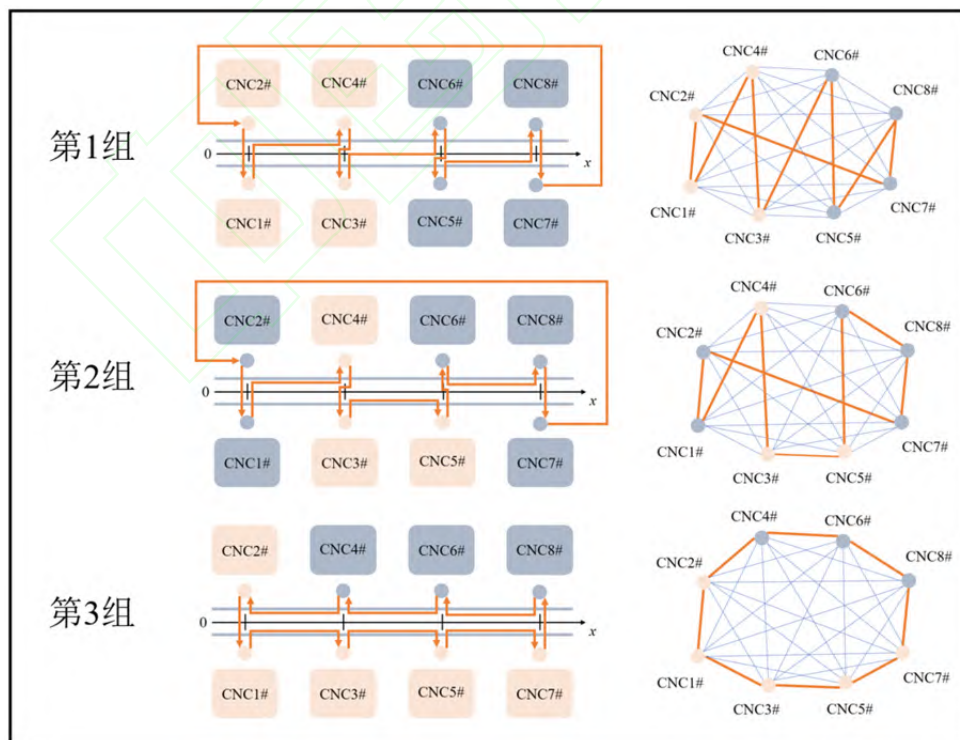 CNC2# CNC4# CNC6# CNC8#
第1组
0 x
CNC1# CNC3# CNC5# CNC7#
CNC4# CNC6#
CNC2# CNC8#
CNC1# CNC7#
CNC3# CNC5#
CNC2# CNC4# CNC6# CNC8#
第2组
0 x
CNC1# CNC3# CNC5# CNC7#
CNC4# CNC6#
CNC2# CNC8#
CNC1# CNC7#
CNC3# CNC5#
CNC2# CNC4# CNC6# CNC8#
第3组
0 x
CNC1# CNC3# CNC5# CNC7#
CNC4# CNC6#
CNC2# CNC8#
CNC1# CNC7#
CNC3# CNC5#